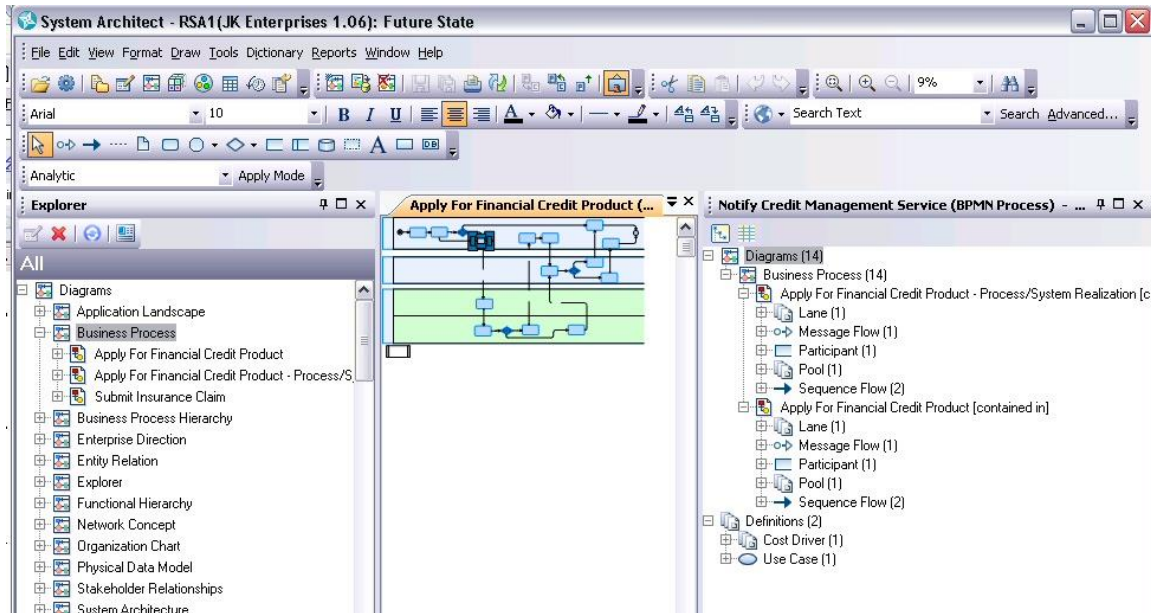 System Architect - RSA1(JK Enterprises 1.06): Future State
File Edit View Format Draw Tools Dictionary Reports Window Help
9%
Arial 10 B I U A Search Text Search Advanced...
A DB
Analytic Apply Mode
Explorer
All
Diagrams
Application Landscape
Business Process
Apply For Financial Credit Product
Apply For Financial Credit Product - Process/S
Submit Insurance Claim
Business Process Hierarchy
Enterprise Direction
Entity Relation
Explorer
Functional Hierarchy
Network Concept
Organization Chart
Physical Data Model
Stakeholder Relationships
System Architecture
Apply For Financial Credit Product (...
Notify Credit Management Service (BPMN Process) - ...
Diagrams (14)
Business Process (14)
Apply For Financial Credit Product - Process/System Realization [c
Lane (1)
Message Flow (1)
Participant (1)
Pool (1)
Sequence Flow (2)
Apply For Financial Credit Product [contained in]
Lane (1)
Message Flow (1)
Participant (1)
Pool (1)
Sequence Flow (2)
Definitions (2)
Cost Driver (1)
Use Case (1)